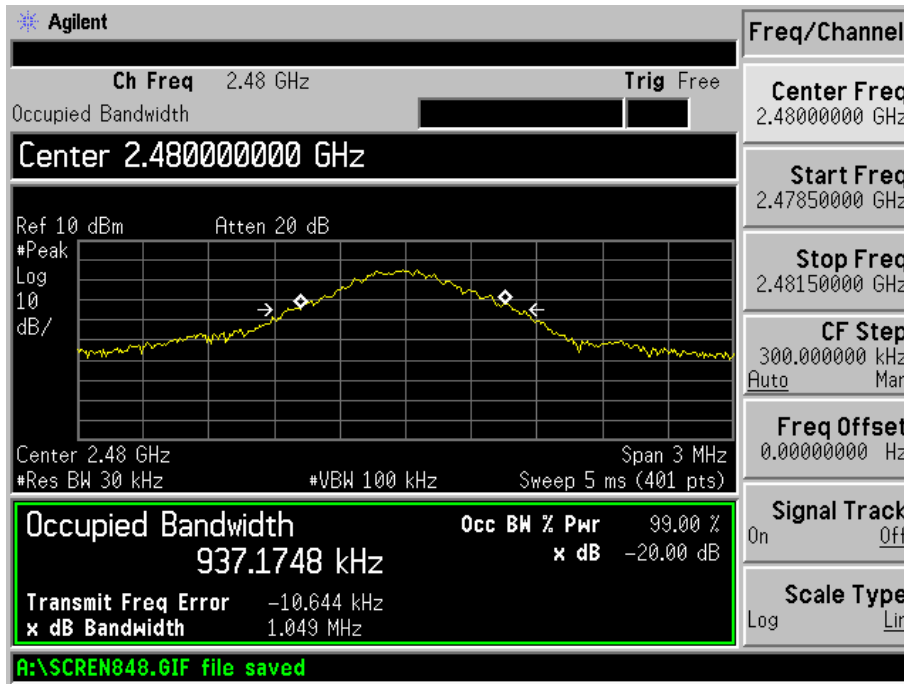 Agilent
Freq/Channel
Ch Freq 2.48 GHz Trig Free
Occupied Bandwidth
Center 2.480000000 GHz
Ref 10 dBm Atten 20 dB
#Peak
Log
10
dB/
Center 2.48 GHz Span 3 MHz
#Res BW 30 kHz #VBW 100 kHz Sweep 5 ms (401 pts)
Occupied Bandwidth Occ BW % Pwr 99.00 %
937.1748 kHz x dB -20.00 dB
Transmit Freq Error -10.644 kHz
x dB Bandwidth 1.049 MHz
A:\SCREN848.GIF file saved
Center Freq
2.48000000 GHz
Start Freq
2.47850000 GHz
Stop Freq
2.48150000 GHz
CF Step
300.000000 kHz
Auto Man
Freq Offset
0.00000000 Hz
Signal Track
On Off
Scale Type
Log Lin